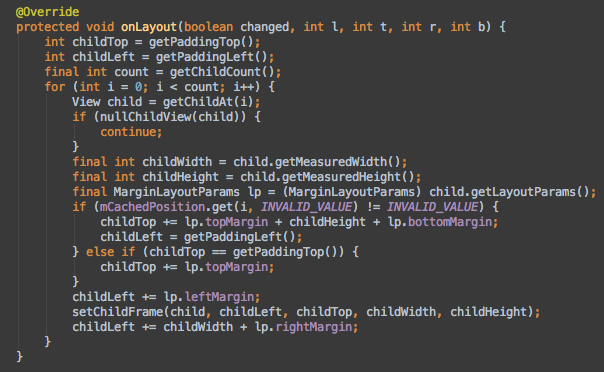 @Override
protected void onLayout(boolean changed, int l, int t, int r, int b) {
    int childTop = getPaddingTop();
    int childLeft = getPaddingLeft();
    final int count = getChildCount();
    for (int i = 0; i < count; i++) {
        View child = getChildAt(i);
        if (nullChildView(child)) {
            continue;
        }
        final int childWidth = child.getMeasuredWidth();
        final int childHeight = child.getMeasuredHeight();
        final MarginLayoutParams lp = (MarginLayoutParams) child.getLayoutParams();
        if (mCachedPosition.get(i, INVALID_VALUE) != INVALID_VALUE) {
            childTop += lp.topMargin + childHeight + lp.bottomMargin;
            childLeft = getPaddingLeft();
        } else if (childTop == getPaddingTop()) {
            childTop += lp.topMargin;
        }
        childLeft += lp.leftMargin;
        setChildFrame(child, childLeft, childTop, childWidth, childHeight);
        childLeft += childWidth + lp.rightMargin;
    }
}